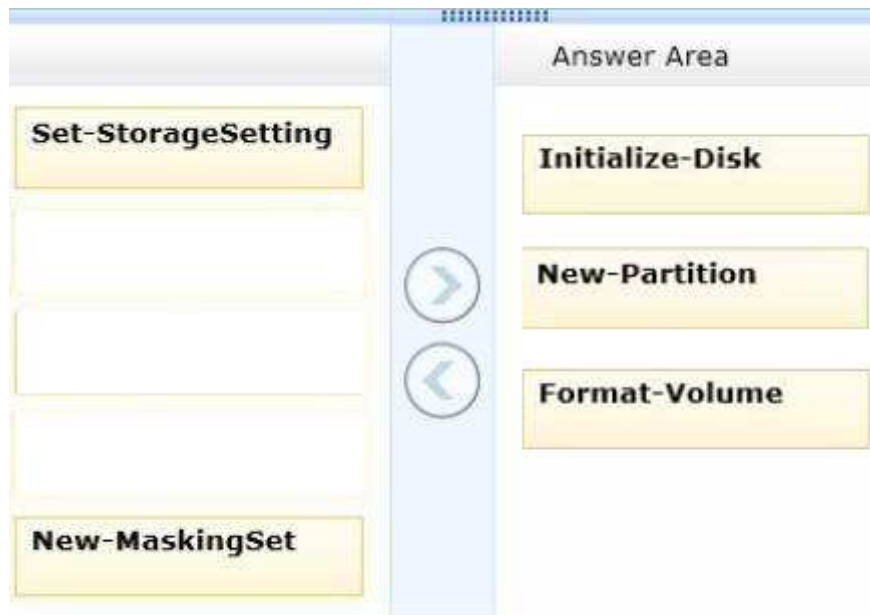 Answer Area
Set-StorageSetting
New-MaskingSet
Initialize-Disk
New-Partition
Format-Volume